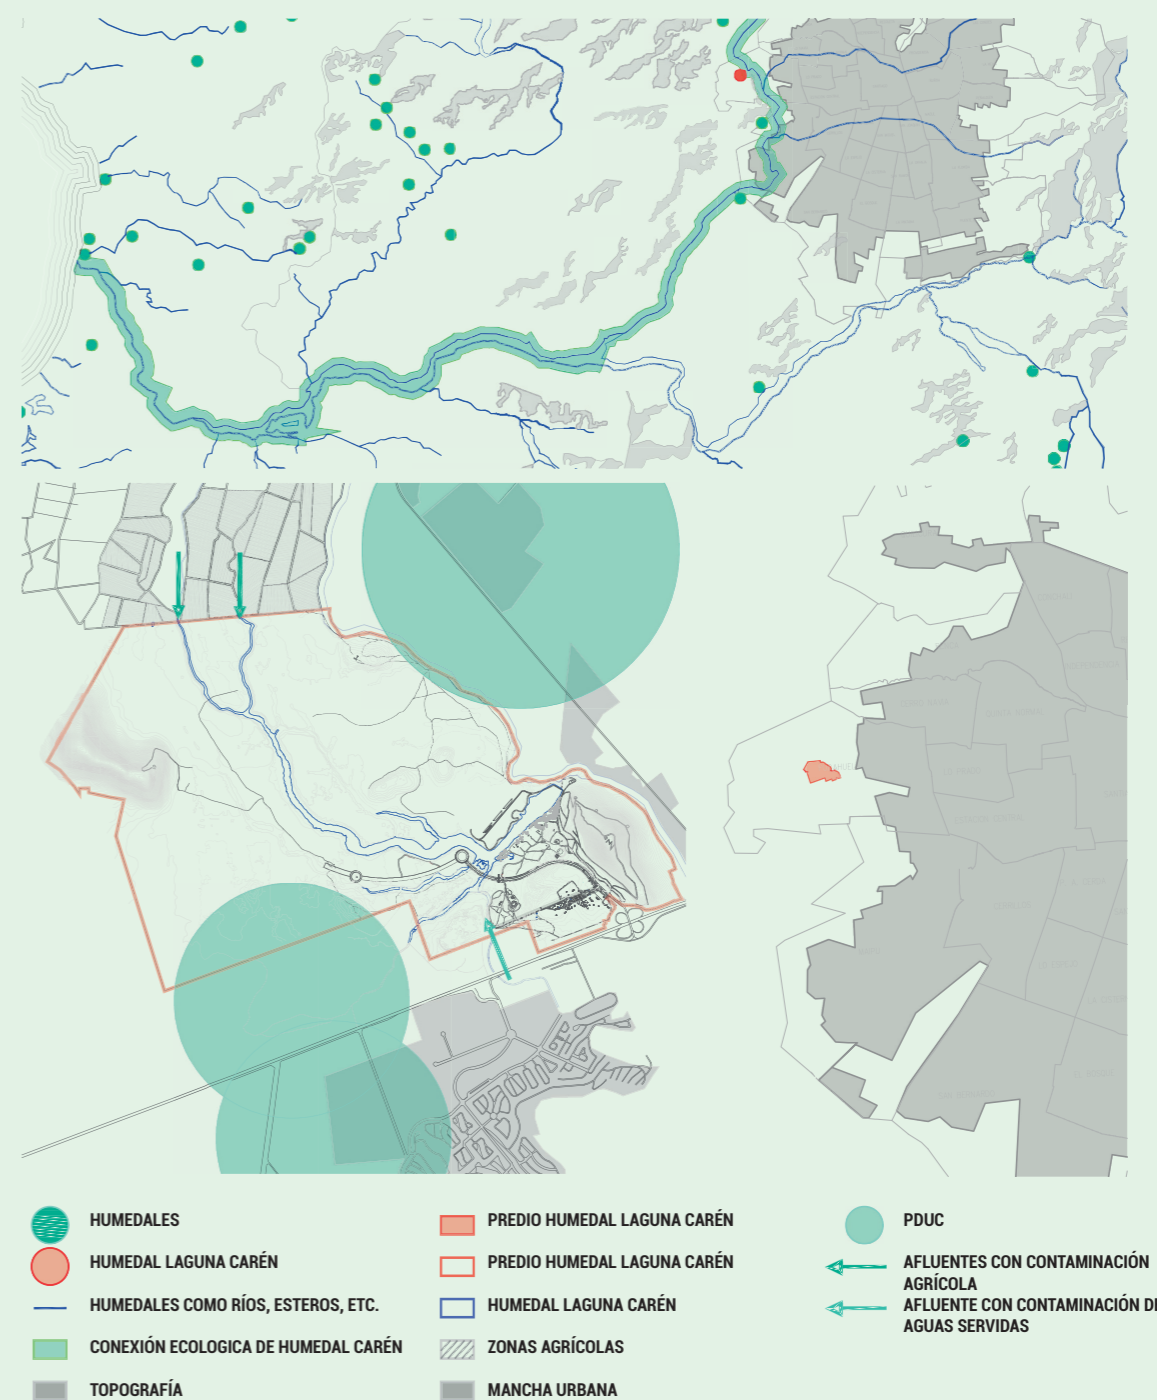 HUMEDALES
HUMEDAL LAGUNA CARÉN
HUMEDALES COMO RÍOS, ESTEROS, ETC.
CONEXIÓN ECOLOGICA DE HUMEDAL CARÉN
TOPOGRAFÍA
PREDIO HUMEDAL LAGUNA CARÉN
PREDIO HUMEDAL LAGUNA CARÉN
HUMEDAL LAGUNA CARÉN
ZONAS AGRÍCOLAS
MANCHA URBANA
PDUC
AFLUENTES CON CONTAMINACIÓN
AGRÍCOLA
AFLUENTE CON CONTAMINACIÓN DE
AGUAS SERVIDAS